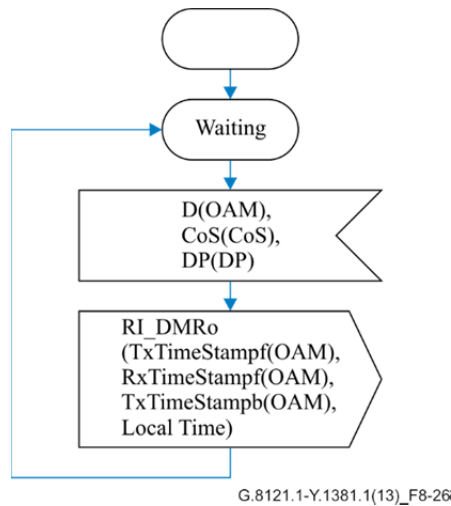 Waiting
D(OAM),
CoS(CoS),
DP(DP)
RI_DMRo
(TxTimeStampf(OAM),
RxTimeStampf(OAM),
TxTimeStampb(OAM),
Local Time)
G.8121.1-Y.1381.1(13)_F8-26